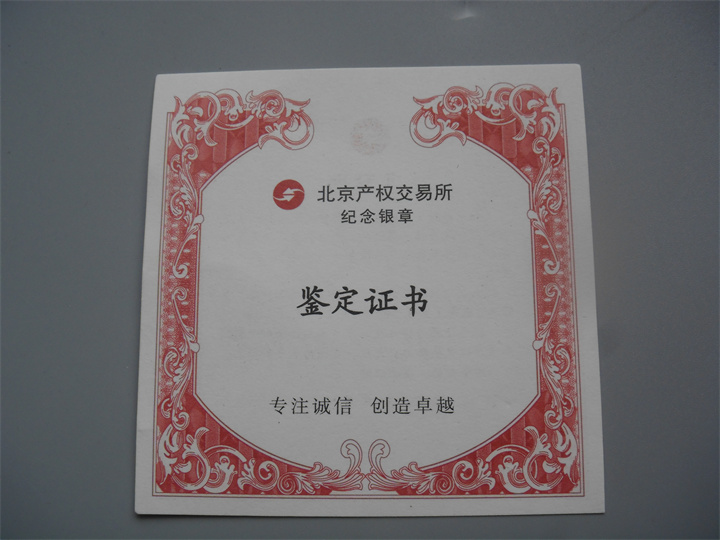 北京产权交易所
纪念银章
鉴定证书
专注诚信 创造卓越